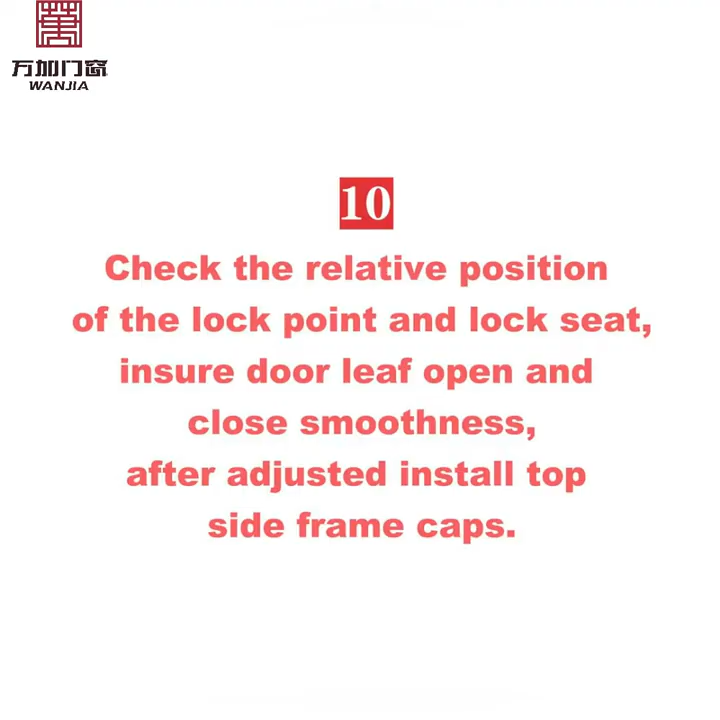 万加门窗
WANJIA
10
Check the relative position
of the lock point and lock seat,
insure door leaf open and
close smoothness,
after adjusted install top
side frame caps.